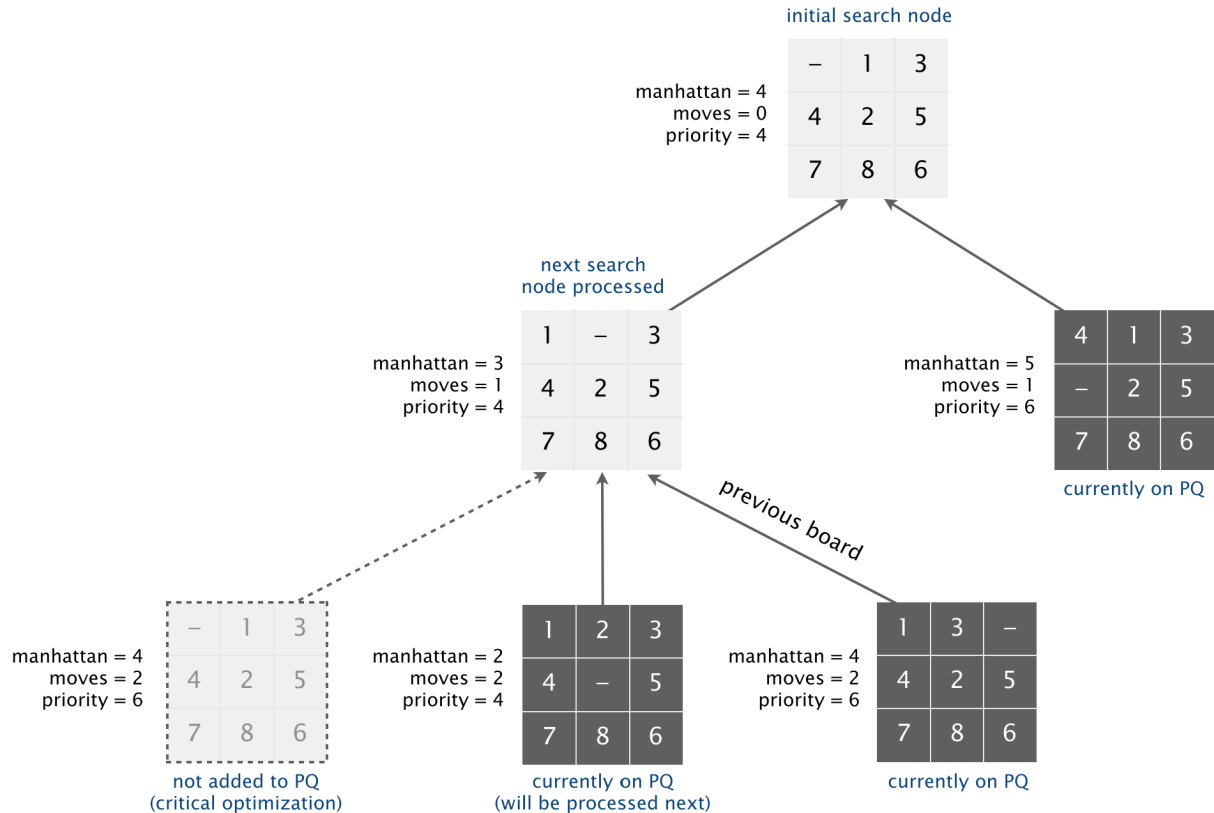 initial search node
– 1 3
4 2 5
7 8 6
manhattan = 4
moves = 0
priority = 4
next search
node processed
1 – 3
4 2 5
7 8 6
manhattan = 3
moves = 1
priority = 4
4 1 3
– 2 5
7 8 6
manhattan = 5
moves = 1
priority = 6
currently on PQ
previous board
– 1 3
4 2 5
7 8 6
manhattan = 4
moves = 2
priority = 6
not added to PQ
(critical optimization)
1 2 3
4 – 5
7 8 6
manhattan = 2
moves = 2
priority = 4
currently on PQ
(will be processed next)
1 3 –
4 2 5
7 8 6
manhattan = 4
moves = 2
priority = 6
currently on PQ